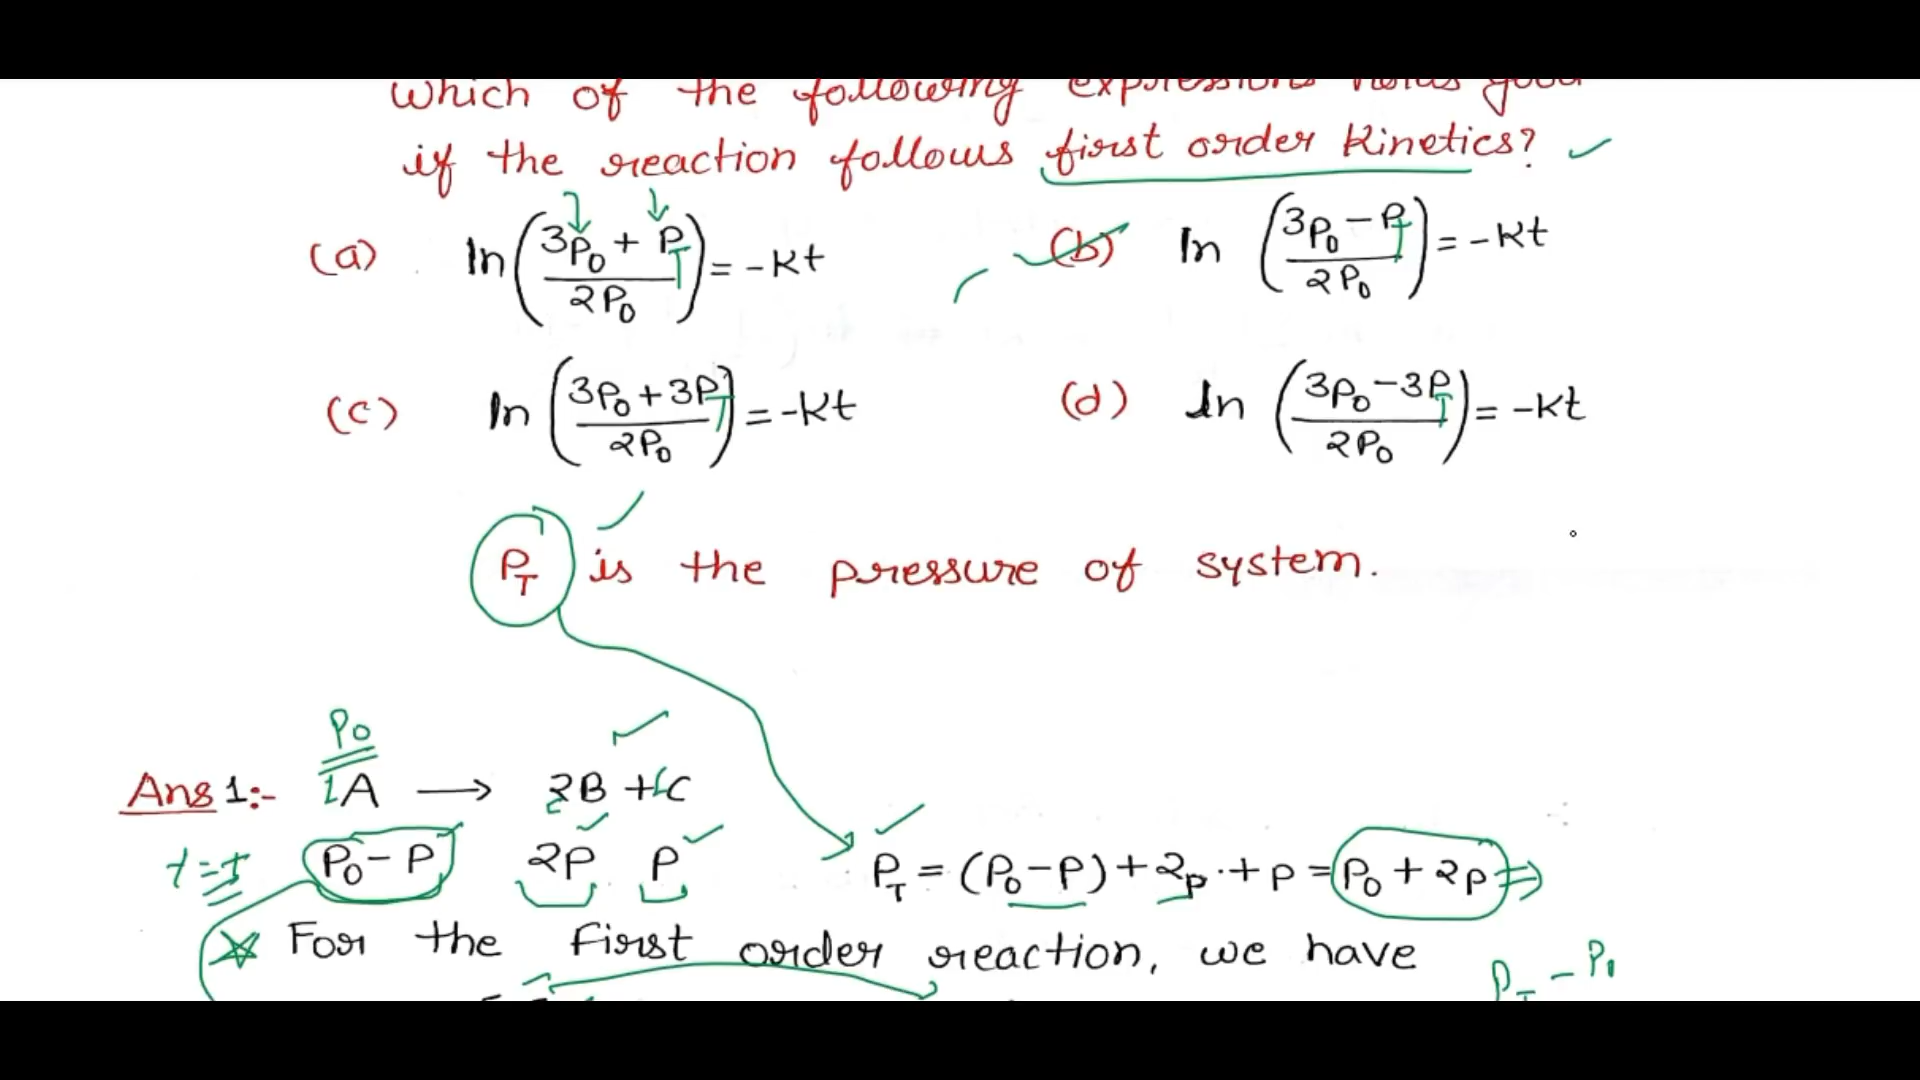 Which of the following expressions holds good
if the reaction follows first order kinetics?
(a) ln((3P₀ + P_T)/2P₀) = -Kt
(b) ln((3P₀ - P_T)/2P₀) = -Kt
(c) ln((3P₀ + 3P_T)/2P₀) = -Kt
(d) ln((3P₀ - 3P_T)/2P₀) = -Kt
P_T is the pressure of system.
P₀
Ans 1:- 1A ⟶ 2B + 1C
t=t P₀ - P 2P P P_T = (P₀ - P) + 2P + P = P₀ + 2P ⇒
For the first order reaction, we have
P_T - P₀